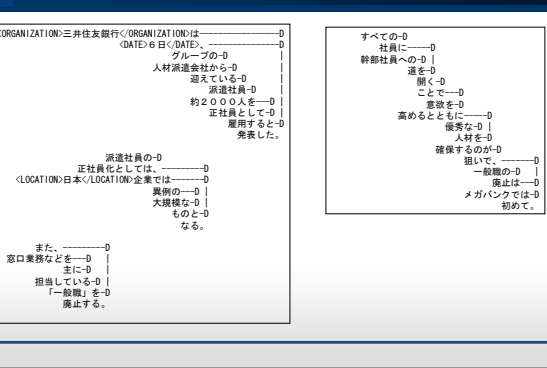 <ORGANIZATION>三井住友銀行</ORGANIZATION>は-----------------D
<DATE>６日</DATE>、---------------D
グループの-D |
人材派遣会社から-D |
迎えている-D |
派遣社員-D |
約２０００人を---D |
正社員として-D |
雇用すると-D
発表した。
派遣社員の-D
正社員化としては、---------D
<LOCATION>日本</LOCATION>企業では-------D
異例の---D |
大規模な-D |
ものと-D
なる。
また、---------D
窓口業務などを---D |
主に-D |
担当している-D |
「一般職」を-D
廃止する。
すべての-D
社員に-----D
幹部社員への-D |
道を-D
開く-D
ことで---D
意欲を-D
高めるとともに-----D
優秀な-D |
人材を-D
確保するのが-D
狙いで、-------D
一般職の-D |
廃止は---D
メガバンクでは-D
初めて。